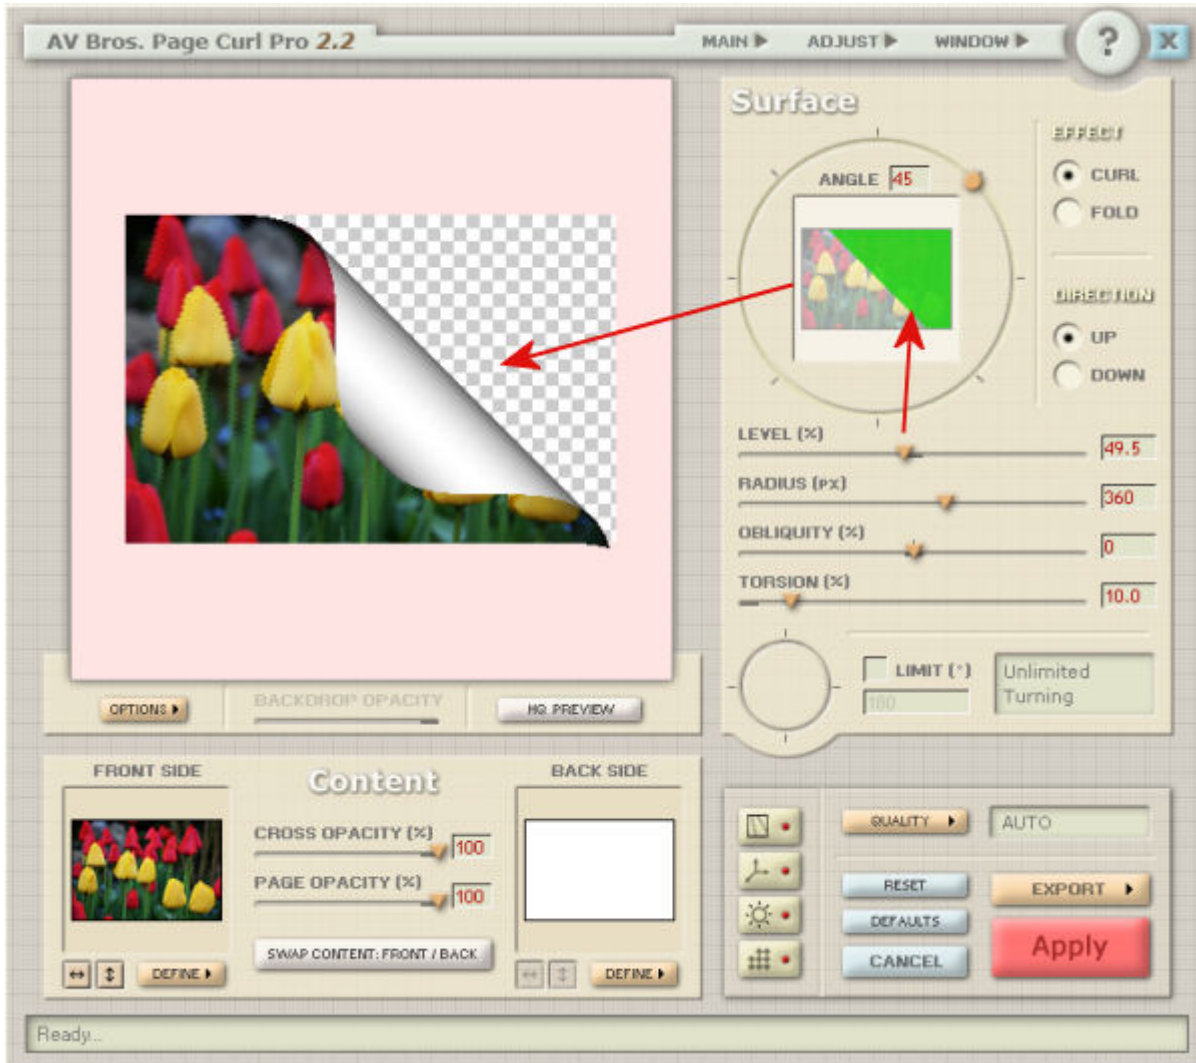 AV Bros. Page Curl Pro 2.2
MAIN ADJUST WINDOW ? X
Surface
ANGLE 45
EFFECT
CURL
FOLD
DIRECTION
UP
DOWN
LEVEL (%) 49.5
RADIUS (PX) 360
OBLIQUITY (%) 0
TORSION (%) 10.0
LIMIT (°)
180
Unlimited
Turning
OPTIONS
BACKDROP OPACITY
HQ PREVIEW
FRONT SIDE
Content
BACK SIDE
CROSS OPACITY (%) 100
PAGE OPACITY (%) 100
SWAP CONTENT: FRONT / BACK
DEFINE
DEFINE
QUALITY AUTO
RESET
DEFAULTS
CANCEL
EXPORT
Apply
Ready...